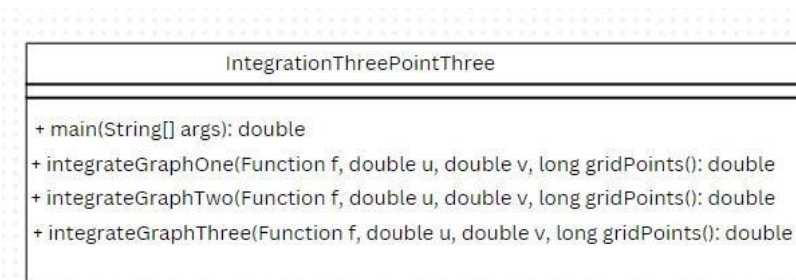 IntegrationThreePointThree
+ main(String[] args): double
+ integrateGraphOne(Function f, double u, double v, long gridPoints(): double
+ integrateGraphTwo(Function f, double u, double v, long gridPoints(): double
+ integrateGraphThree(Function f, double u, double v, long gridPoints(): double